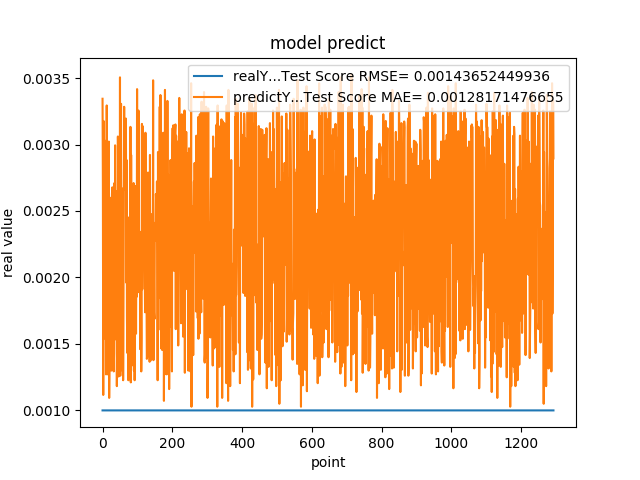 model predict
realY...Test Score RMSE= 0.00143652449936
predictY...Test Score MAE= 0.00128171476655
0.0035
0.0030
0.0025
0.0020
0.0015
0.0010
real value
0 200 400 600 800 1000 1200
point